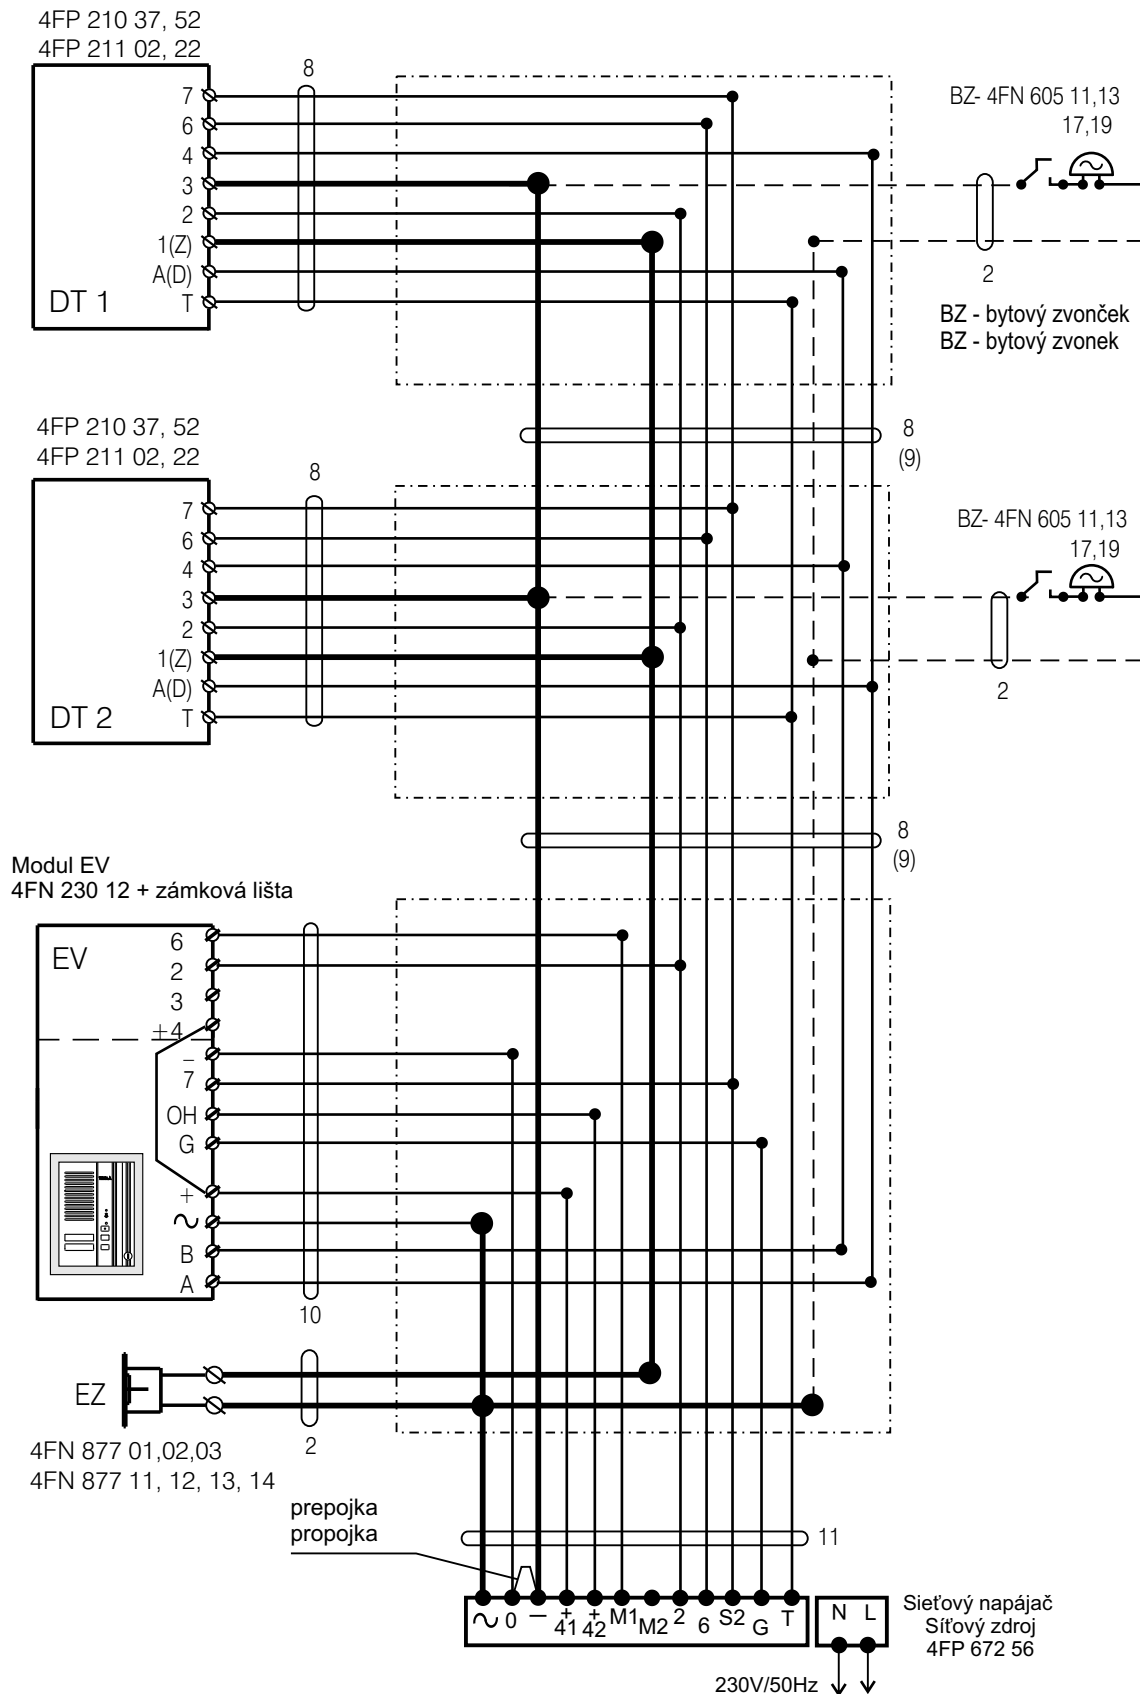 4FP 210 37, 52
4FP 211 02, 22
8
7
6
4
3
2
1(Z)
A(D)
T
DT 1
BZ- 4FN 605 11,13
17,19
2
BZ - bytový zvonček
BZ - bytový zvonek
8
(9)
4FP 210 37, 52
4FP 211 02, 22
8
7
6
4
3
2
1(Z)
A(D)
T
DT 2
BZ- 4FN 605 11,13
17,19
2
8
(9)
Modul EV
4FN 230 12 + zámková lišta
EV
6
2
3
+4
–
7
OH
G
+
~
B
A
10
EZ
2
4FN 877 01,02,03
4FN 877 11, 12, 13, 14
prepojka
propojka
11
~ 0 – +41 +42 M1 M2 2 6 S2 G T
N L
Sieťový napájač
Síťový zdroj
4FP 672 56
230V/50Hz